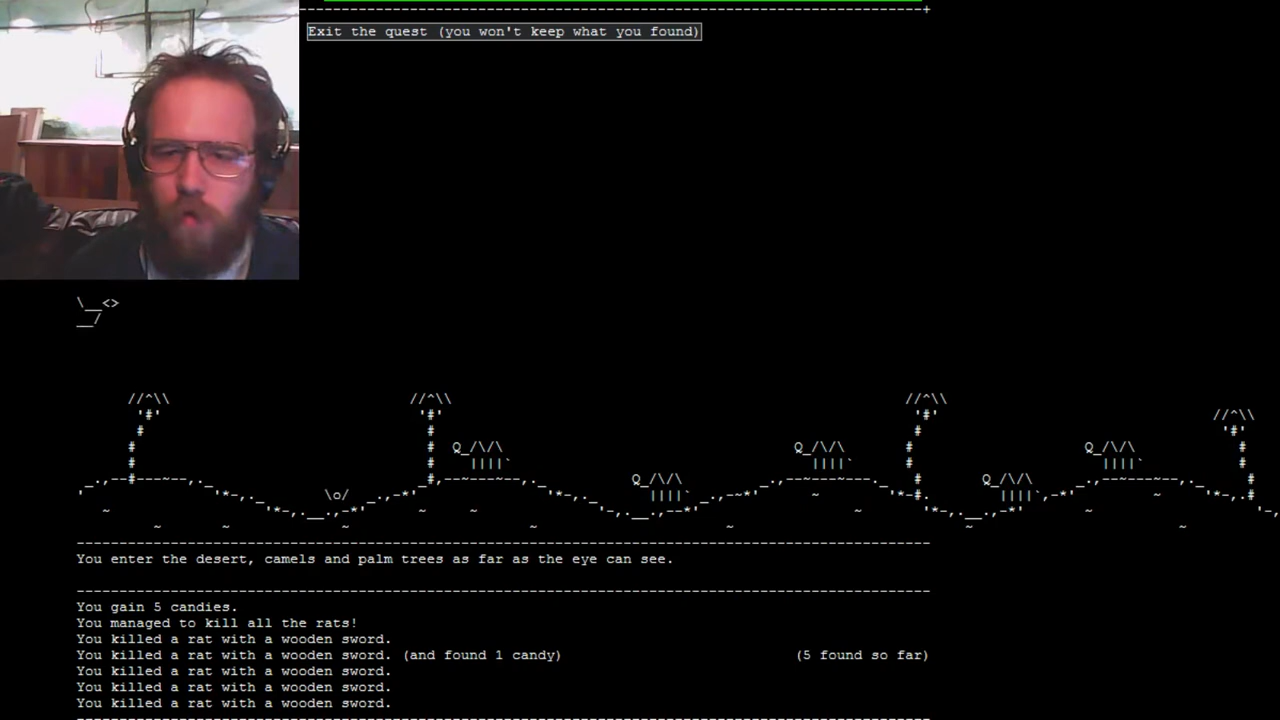 Exit the quest (you won't keep what you found)
You enter the desert, camels and palm trees as far as the eye can see.
You gain 5 candies.
You managed to kill all the rats!
You killed a rat with a wooden sword.
You killed a rat with a wooden sword. (and found 1 candy) (5 found so far)
You killed a rat with a wooden sword.
You killed a rat with a wooden sword.
You killed a rat with a wooden sword.